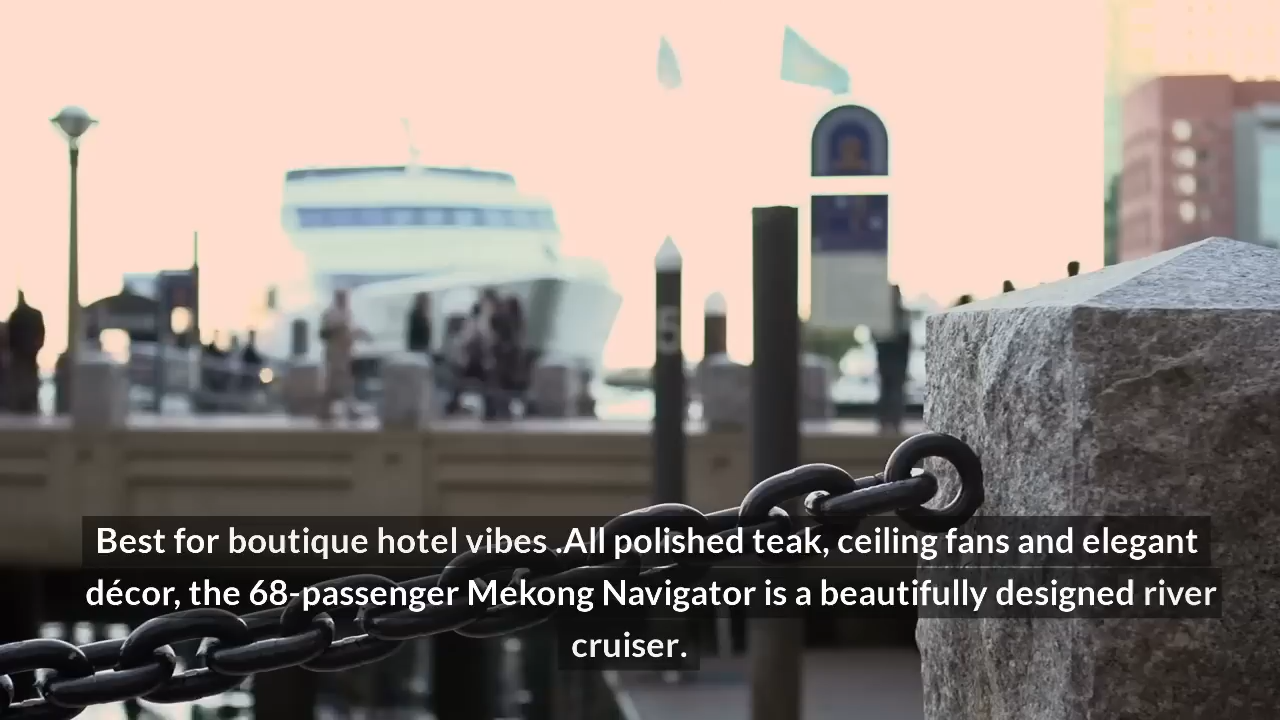 Best for boutique hotel vibes .All polished teak, ceiling fans and elegant
décor, the 68-passenger Mekong Navigator is a beautifully designed river
cruiser.